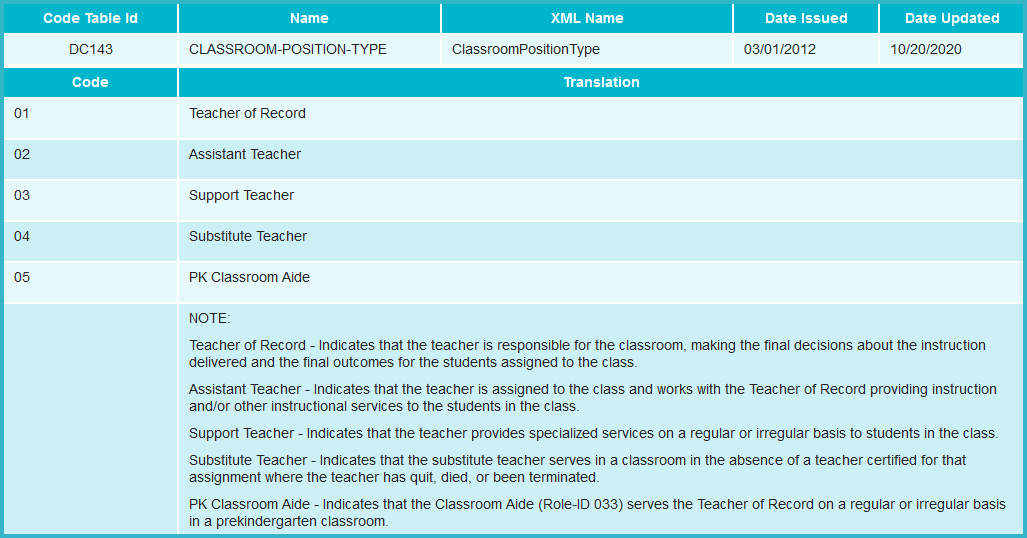 Code Table Id Name XML Name Date Issued Date Updated
DC143 CLASSROOM-POSITION-TYPE ClassroomPositionType 03/01/2012 10/20/2020
Code Translation
01 Teacher of Record
02 Assistant Teacher
03 Support Teacher
04 Substitute Teacher
05 PK Classroom Aide
NOTE:
Teacher of Record - Indicates that the teacher is responsible for the classroom, making the final decisions about the instruction
delivered and the final outcomes for the students assigned to the class.
Assistant Teacher - Indicates that the teacher is assigned to the class and works with the Teacher of Record providing instruction
and/or other instructional services to the students in the class.
Support Teacher - Indicates that the teacher provides specialized services on a regular or irregular basis to students in the class.
Substitute Teacher - Indicates that the substitute teacher serves in a classroom in the absence of a teacher certified for that
assignment where the teacher has quit, died, or been terminated.
PK Classroom Aide - Indicates that the Classroom Aide (Role-ID 033) serves the Teacher of Record on a regular or irregular basis
in a prekindergarten classroom.